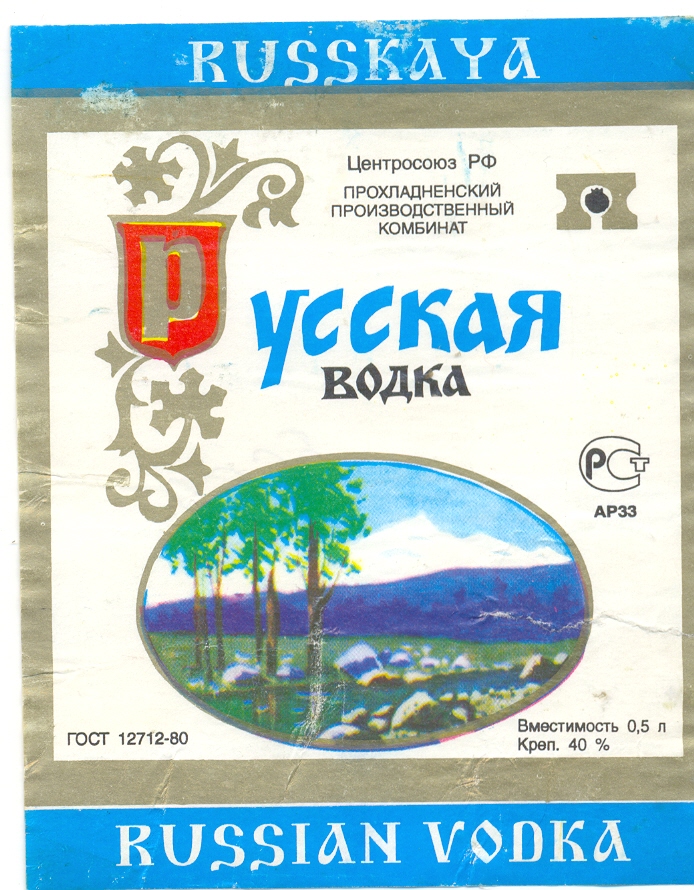 RUSSKAYA
Центросоюз РФ
ПРОХЛАДНЕНСКИЙ
ПРОИЗВОДСТВЕННЫЙ
КОМБИНАТ
Русская
ВОДКА
РСТ
АР33
ГОСТ 12712-80
Вместимость 0,5 л
Креп. 40 %
RUSSIAN VODKA